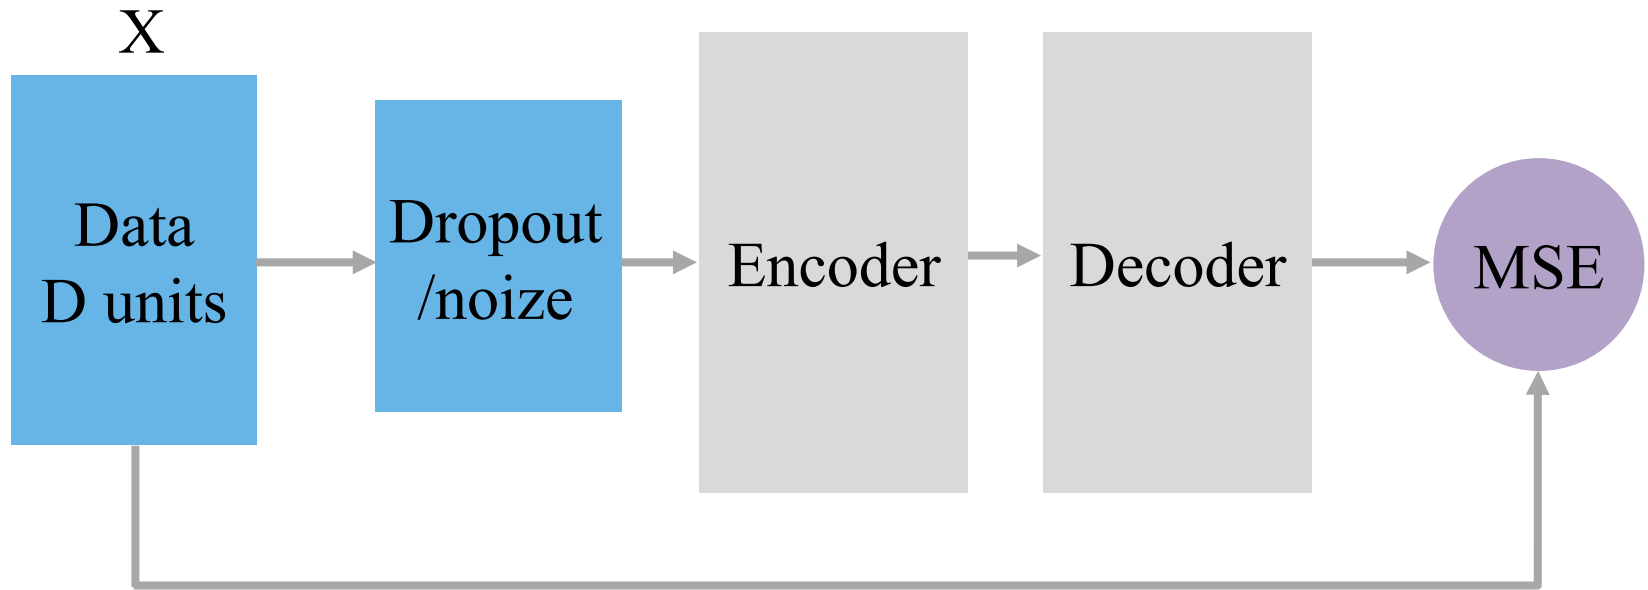 X
Data
D units
Dropout
/noize
Encoder
Decoder
MSE